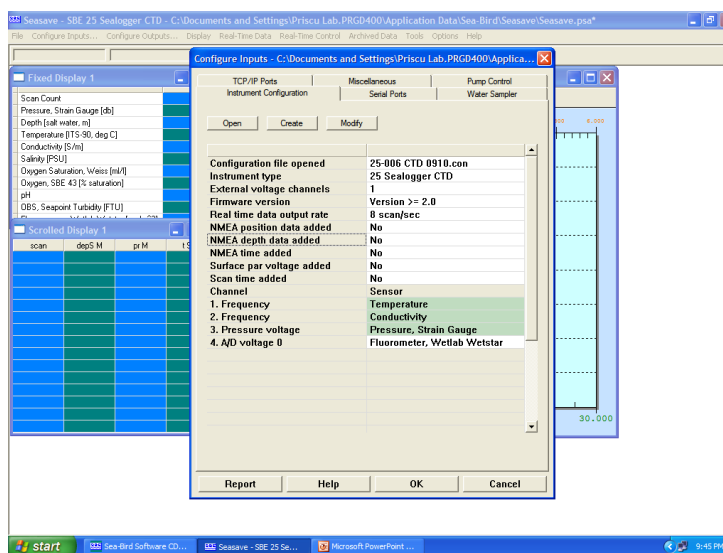 Seasave - SBE 25 Sealogger CTD - C:\Documents and Settings\Priscu Lab.PRGD400\Application Data\Sea-Bird\Seasave\Seasave.psa*
File Configure Inputs... Configure Outputs... Display Real-Time Data Real-Time Control Archived Data Tools Options Help
Configure Inputs - C:\Documents and Settings\Priscu Lab.PRGD400\Applica...
TCP/IP Ports Miscellaneous Pump Control
Instrument Configuration Serial Ports Water Sampler
Open Create Modify
Configuration file opened 25-006 CTD 0910.con
Instrument type 25 Sealogger CTD
External voltage channels 1
Firmware version Version >= 2.0
Real time data output rate 8 scan/sec
NMEA position data added No
NMEA depth data added No
NMEA time added No
Surface par voltage added No
Scan time added No
Channel Sensor
1. Frequency Temperature
2. Frequency Conductivity
3. Pressure voltage Pressure, Strain Gauge
4. A/D voltage 0 Fluorometer, Wetlab Wetstar
Report Help OK Cancel
Fixed Display 1
Scan Count
Pressure, Strain Gauge [db]
Depth [salt water, m]
Temperature [ITS-90, deg C]
Conductivity [S/m]
Salinity [PSU]
Oxygen Saturation, Weiss [ml/l]
Oxygen, SBE 43 [% saturation]
pH
OBS, Seapoint Turbidity [FTU]
Scrolled Display 1
scan depS M pr M t S
6.000
30.000
start Sea-Bird Software CD... Seasave - SBE 25 Se... Microsoft PowerPoint ... 9:45 PM